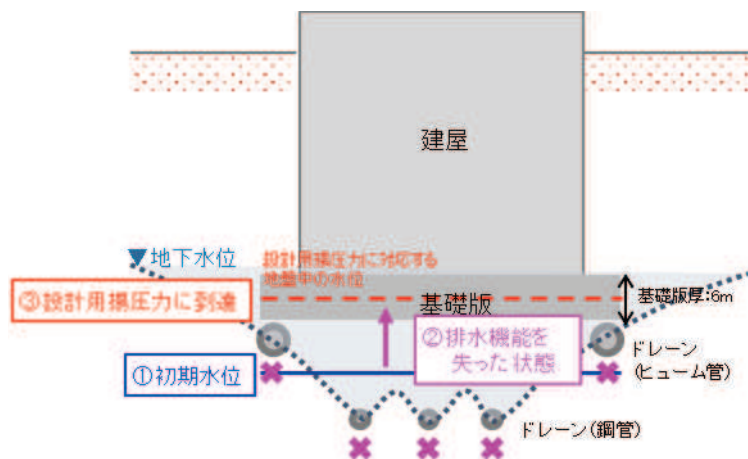 建屋
▼地下水位
設計用揚圧力に対応する
地盤中の水位
③設計用揚圧力に到達
基礎版
基礎版厚:6m
②排水機能を
失った状態
ドレーン
(ヒューム管)
①初期水位
ドレーン(鋼管)